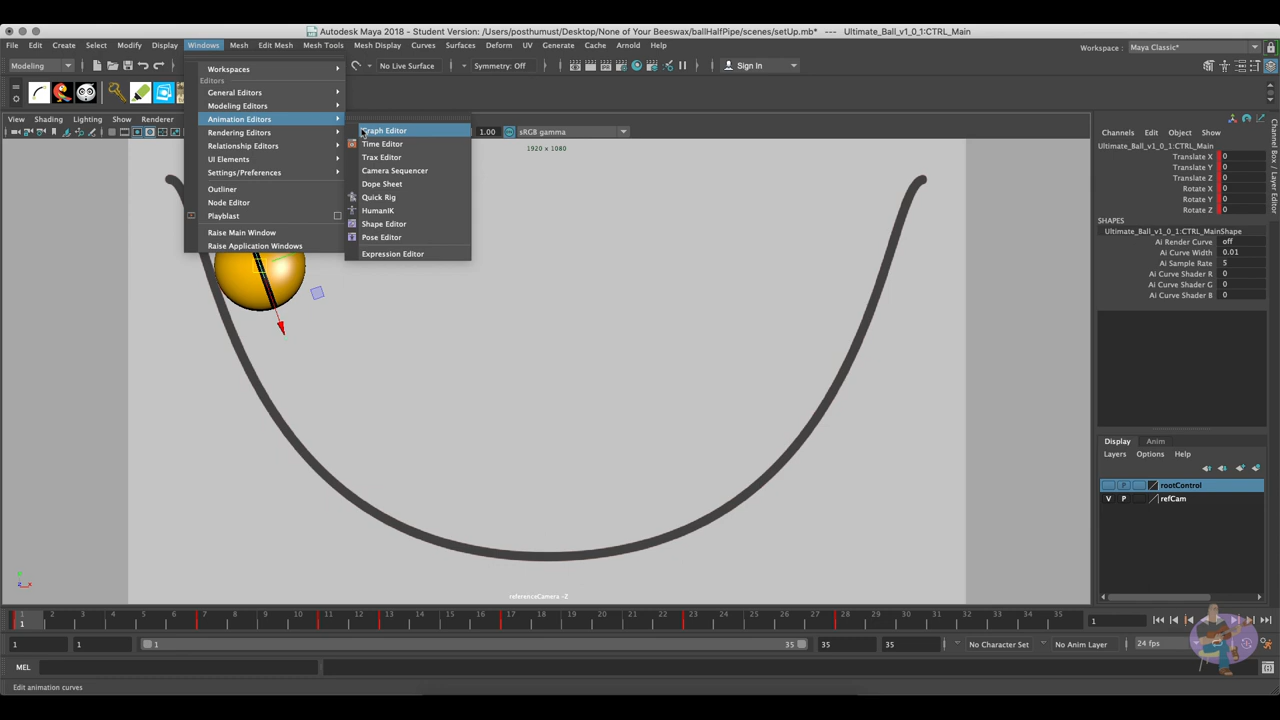 Autodesk Maya 2018 - Student Version: /Users/posthumust/Desktop/None of Your Beeswax/ballHalfPipe/scenes/setUp.mb* --- Ultimate_Ball_v1_0_1:CTRL_Main
File Edit Create Select Modify Display Windows Mesh Edit Mesh Mesh Tools Mesh Display Curves Surfaces Deform UV Generate Cache Arnold Help
Workspace : Maya Classic*
Modeling
No Live Surface
Symmetry: Off
Sign In
Workspaces
Editors
General Editors
Modeling Editors
Animation Editors
Rendering Editors
Relationship Editors
UI Elements
Settings/Preferences
Outliner
Node Editor
Playblast
Raise Main Window
Raise Application Windows
Graph Editor
Time Editor
Trax Editor
Camera Sequencer
Dope Sheet
Quick Rig
HumanIK
Shape Editor
Pose Editor
Expression Editor
View Shading Lighting Show Renderer
1.00 sRGB gamma
1920 x 1080
Channels Edit Object Show
Ultimate_Ball_v1_0_1:CTRL_Main
Translate X 0
Translate Y 0
Translate Z 0
Rotate X 0
Rotate Y 0
Rotate Z 0
SHAPES
Ultimate_Ball_v1_0_1:CTRL_MainShape
Ai Render Curve off
Ai Curve Width 0.01
Ai Sample Rate 5
Ai Curve Shader R 0
Ai Curve Shader G 0
Ai Curve Shader B 0
Channel Box / Layer Editor
Attribute Editor
Display Anim
Layers Options Help
P rootControl
V P refCam
referenceCamera -Z
1 2 3 4 5 6 7 8 9 10 11 12 13 14 15 16 17 18 19 20 21 22 23 24 25 26 27 28 29 30 31 32 33 34 35
1
1
1 1 1 35 35 35 No Character Set No Anim Layer 24 fps
MEL
Edit animation curves